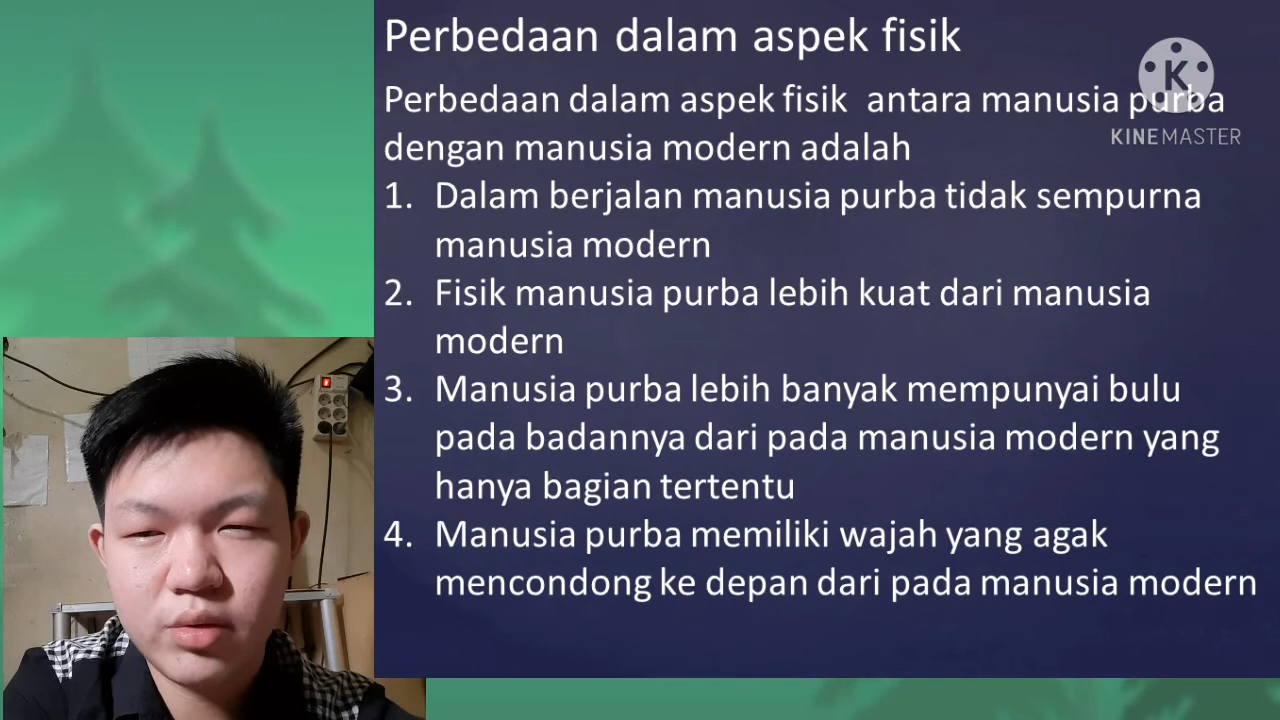 Perbedaan dalam aspek fisik
Perbedaan dalam aspek fisik antara manusia purba
dengan manusia modern adalah
1. Dalam berjalan manusia purba tidak sempurna
manusia modern
2. Fisik manusia purba lebih kuat dari manusia
modern
3. Manusia purba lebih banyak mempunyai bulu
pada badannya dari pada manusia modern yang
hanya bagian tertentu
4. Manusia purba memiliki wajah yang agak
mencondong ke depan dari pada manusia modern
K
KINEMASTER